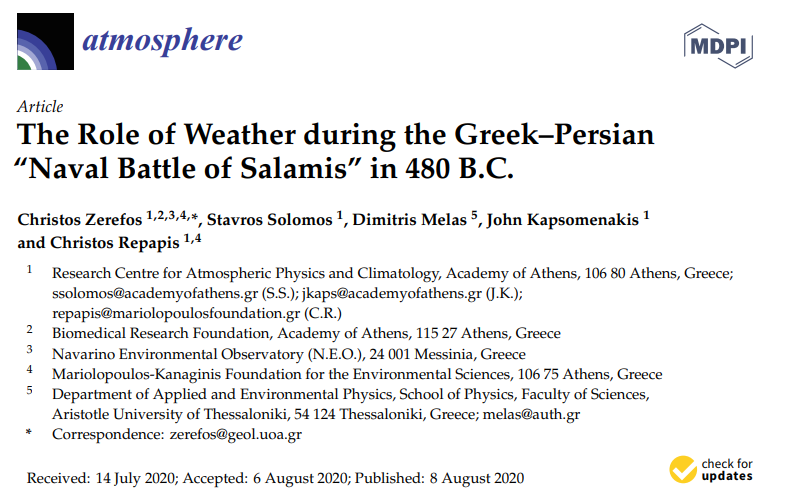 atmosphere
MDPI
Article
The Role of Weather during the Greek–Persian
“Naval Battle of Salamis” in 480 B.C.
Christos Zerefos 1,2,3,4,*, Stavros Solomos 1, Dimitris Melas 5, John Kapsomenakis 1
and Christos Repapis 1,4
1 Research Centre for Atmospheric Physics and Climatology, Academy of Athens, 106 80 Athens, Greece;
ssolomos@academyofathens.gr (S.S.); jkaps@academyofathens.gr (J.K.);
repapis@mariolopoulosfoundation.gr (C.R.)
2 Biomedical Research Foundation, Academy of Athens, 115 27 Athens, Greece
3 Navarino Environmental Observatory (N.E.O.), 24 001 Messinia, Greece
4 Mariolopoulos-Kanaginis Foundation for the Environmental Sciences, 106 75 Athens, Greece
5 Department of Applied and Environmental Physics, School of Physics, Faculty of Sciences,
Aristotle University of Thessaloniki, 54 124 Thessaloniki, Greece; melas@auth.gr
* Correspondence: zerefos@geol.uoa.gr
Received: 14 July 2020; Accepted: 6 August 2020; Published: 8 August 2020
check for
updates